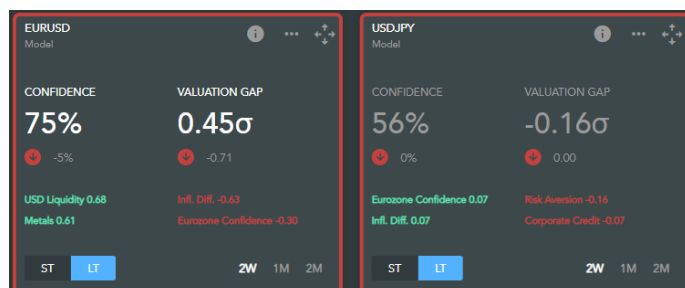 EURUSD
Model
CONFIDENCE VALUATION GAP
75% 0.45σ
-5% -0.71
USD Liquidity 0.68 Infl. Diff. -0.63
Metals 0.61 Eurozone Confidence -0.30
ST LT 2W 1M 2M
USDJPY
Model
CONFIDENCE VALUATION GAP
56% -0.16σ
0% 0.00
Eurozone Confidence 0.07 Risk Aversion -0.16
Infl. Diff. 0.07 Corporate Credit -0.07
ST LT 2W 1M 2M